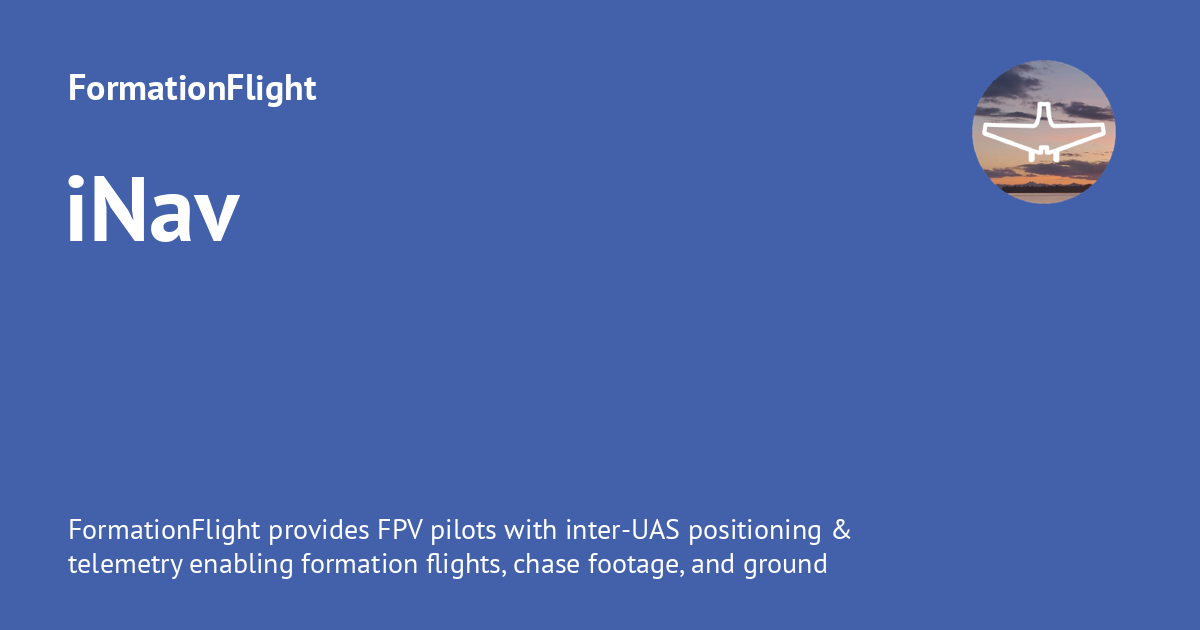 FormationFlight
iNav
FormationFlight provides FPV pilots with inter-UAS positioning &
telemetry enabling formation flights, chase footage, and ground